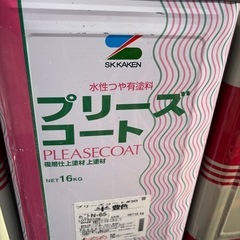 SK KAKEN
水性つや有塗料
プリーズ
コート
PLEASECOAT
複層仕上塗材 上塗材
NET 16KG
N-65